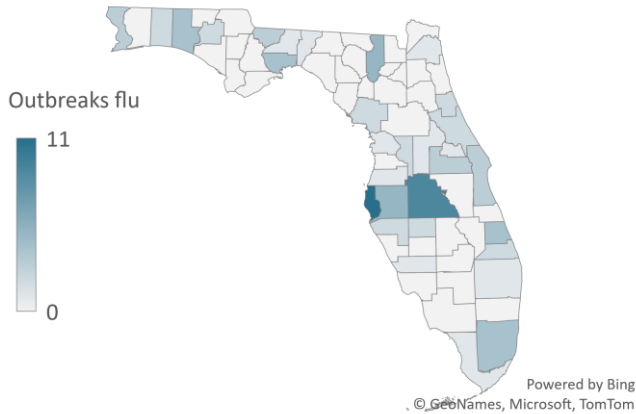 Outbreaks flu
11
0
Powered by Bing
© GeoNames, Microsoft, TomTom